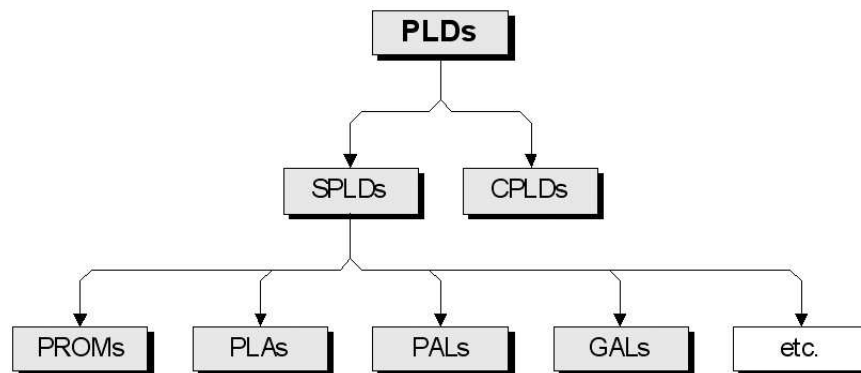 PLDs
SPLDs
CPLDs
PROMs
PLAs
PALs
GALs
etc.